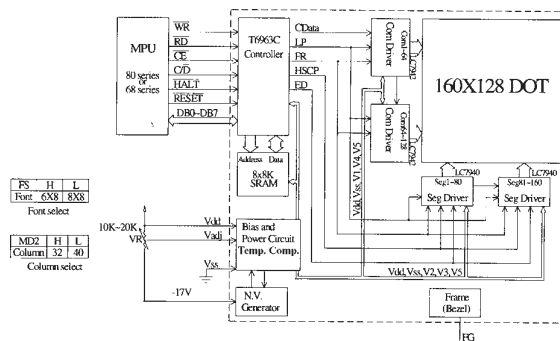 MPU
80 series
or
68 series
WR
RD
CE
C/D
HALT
RESET
DB0~DB7
T6963C
Controller
CData
LP
FR
HSCP
ED
Com Driver
Com1-64
LC7942
Com Driver
Com64-128
LC7942
160X128 DOT
Address Data
8x8K
SRAM
Vdd,Vss,V1,V4,V5
LC7940
Seg1~80
Seg Driver
LC7940
Seg81~160
Seg Driver
FS H L
Font 6X8 8X8
Font select
MD2 H L
Column 32 40
Column select
10K~20K
VR
Vdd
Vadj
Vss
-17V
Bias and
Power Circuit
Temp. Comp.
N.V.
Generator
Vdd,Vss,V2,V3,V5
Frame
(Bezel)
FG